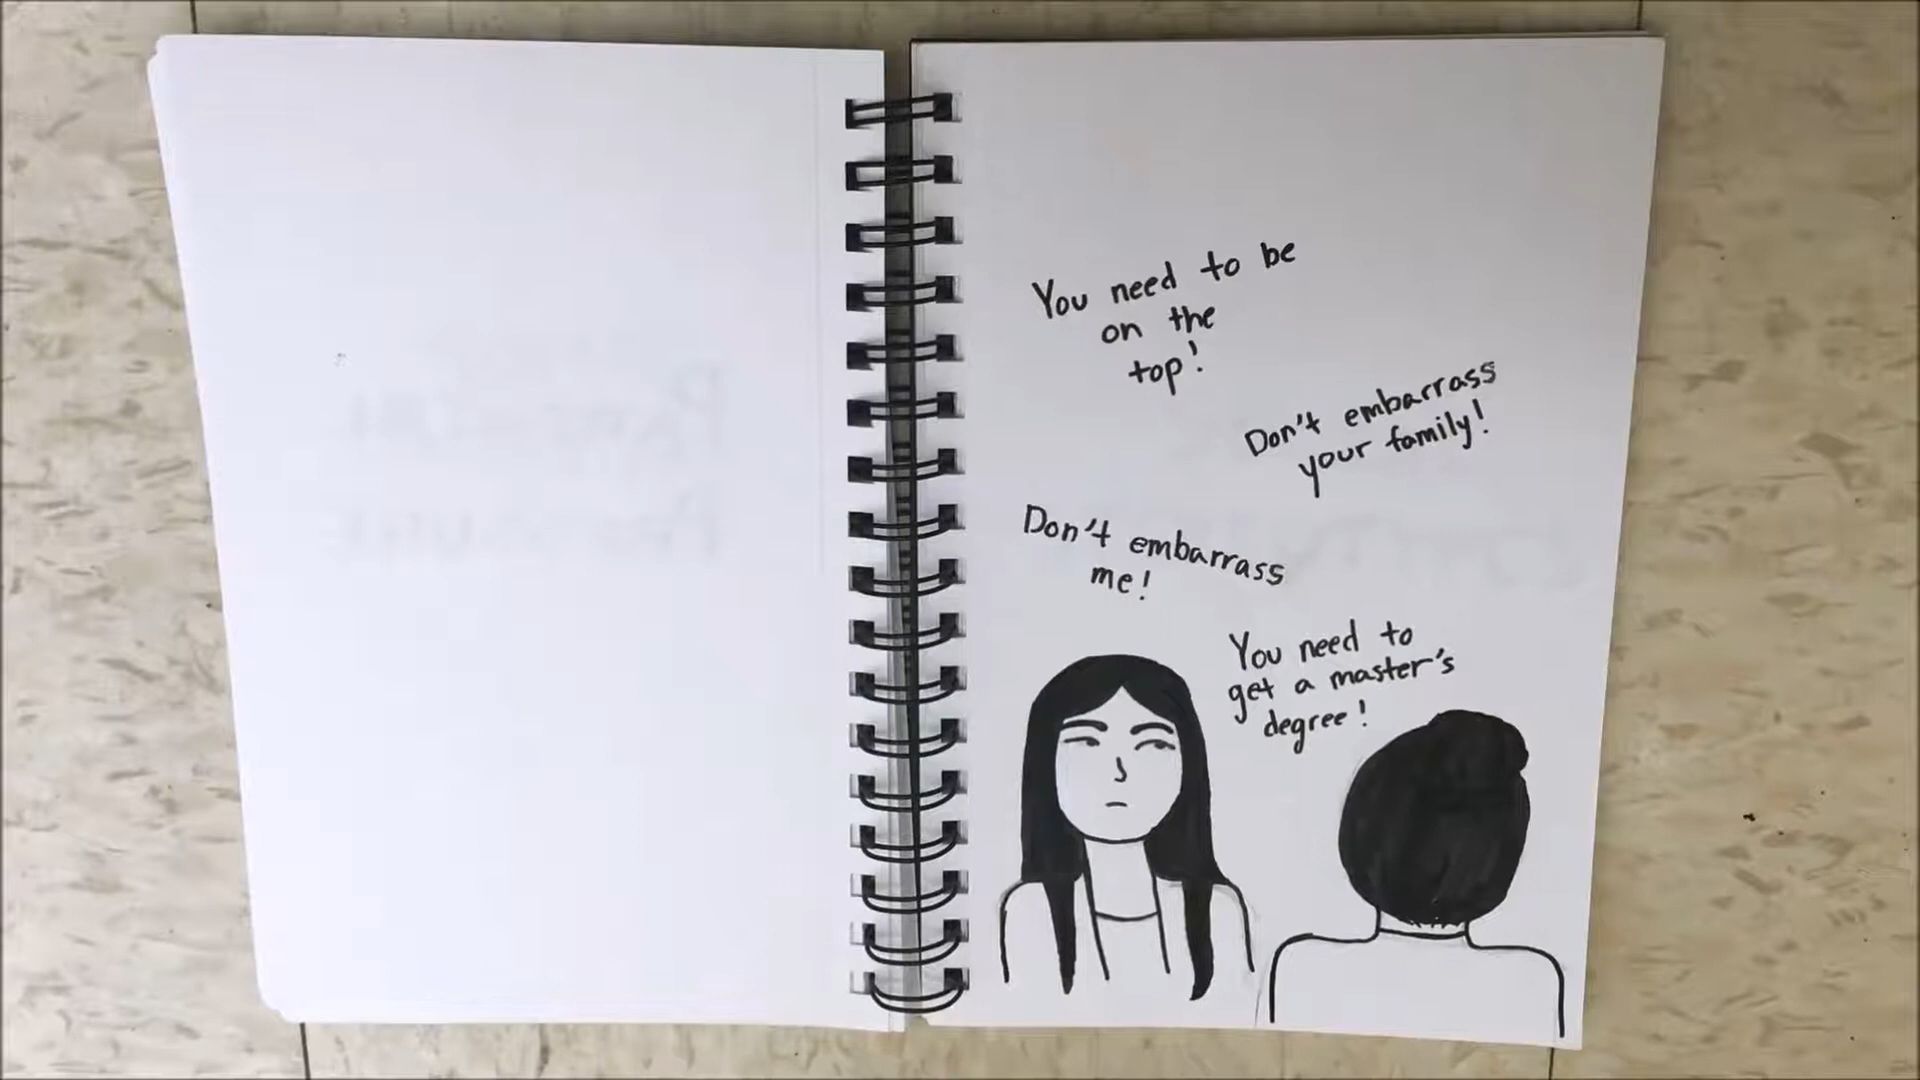 You need to be
on the
top!
Don't embarrass
your family!
Don't embarrass
me!
You need to
get a master's
degree!